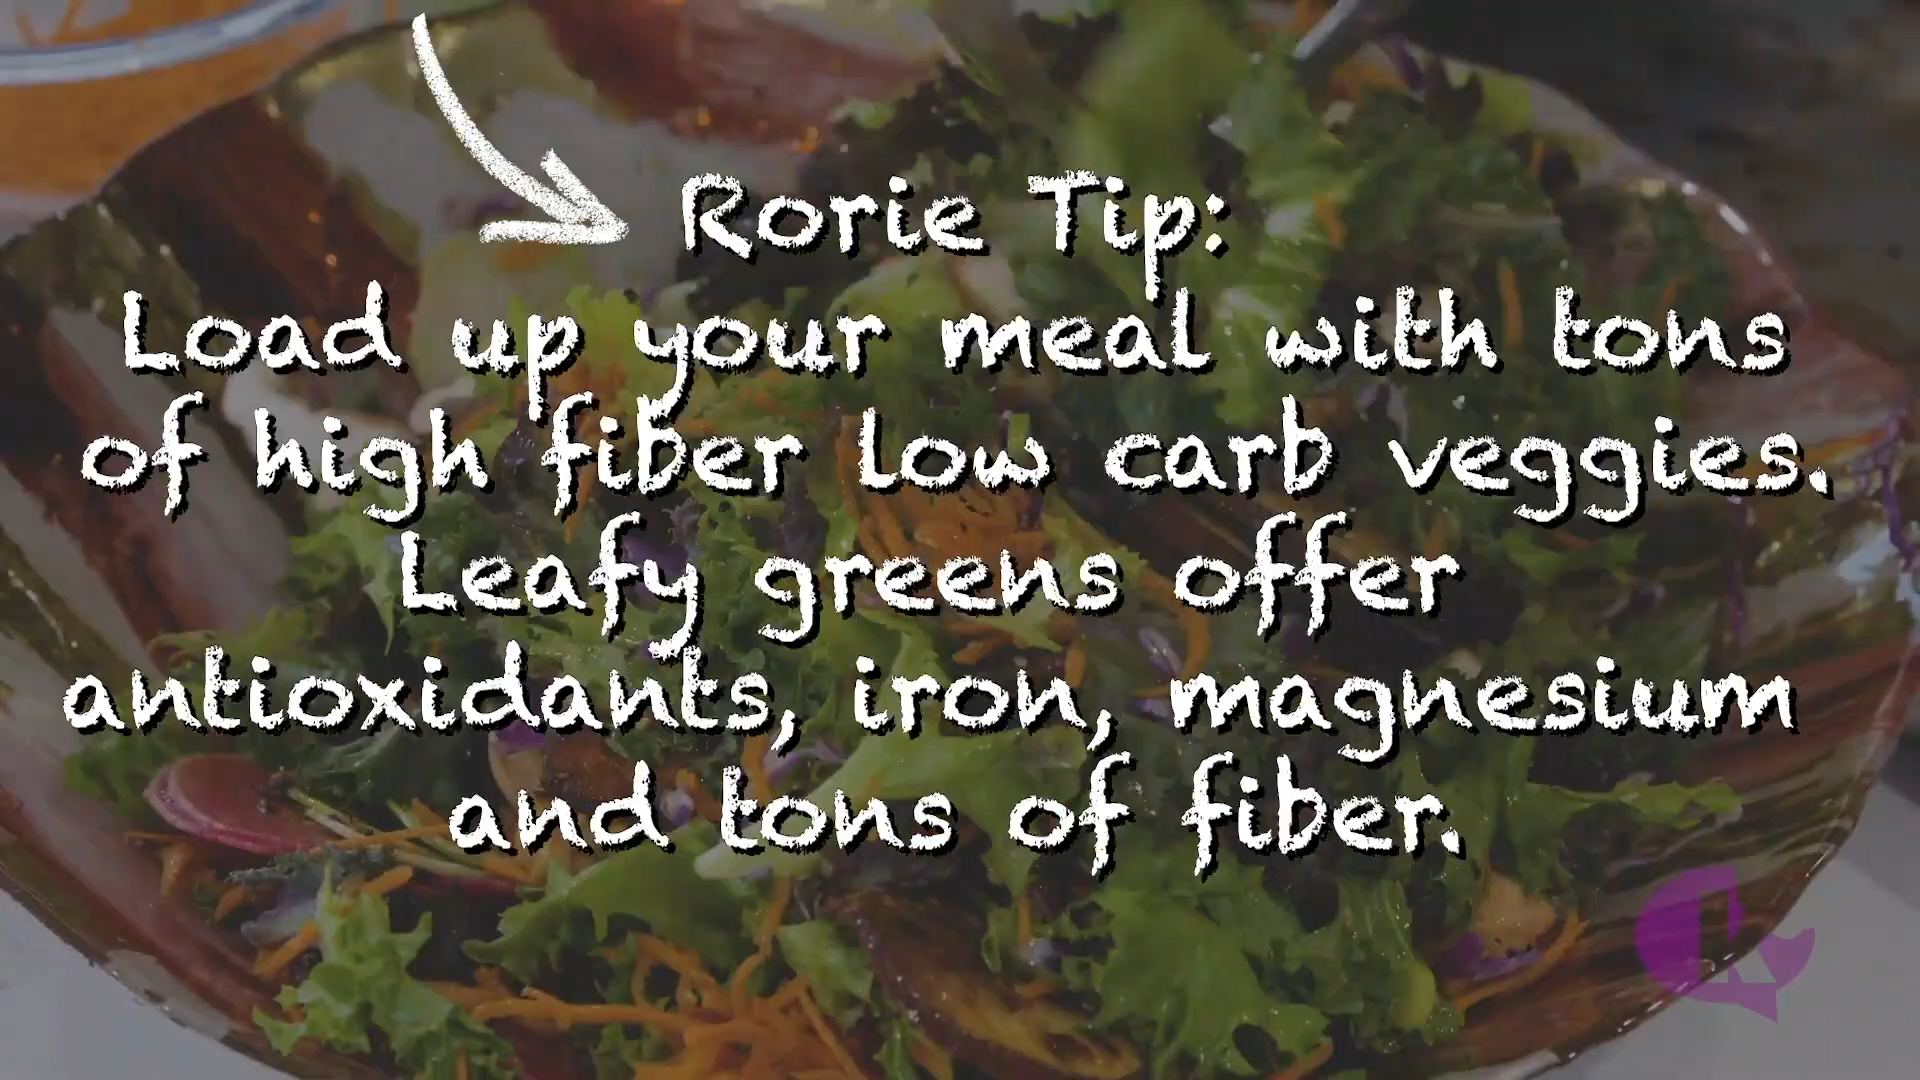 Rorie Tip:
Load up your meal with tons
of high fiber low carb veggies.
Leafy greens offer
antioxidants, iron, magnesium
and tons of fiber.
R